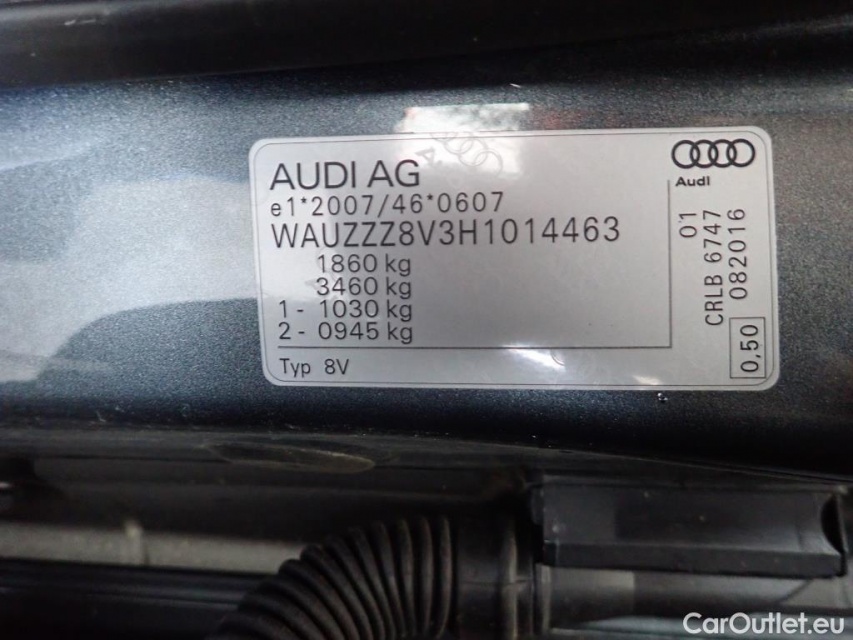 AUDI AG
e1*2007/46*0607
WAUZZZ8V3H1014463
1860 kg
3460 kg
1 - 1030 kg
2 - 0945 kg
Typ 8V
Audi
01
CRLB 6747
082016
0,50
CarOutlet.eu